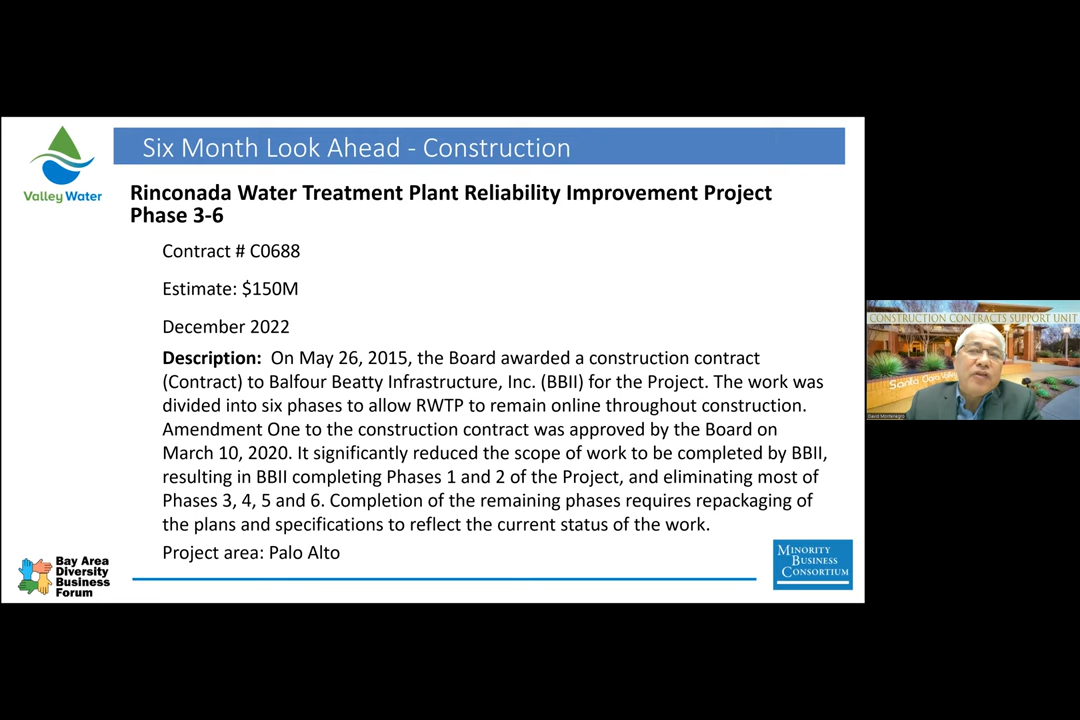 Six Month Look Ahead - Construction
Valley Water
Rinconada Water Treatment Plant Reliability Improvement Project
Phase 3-6
Contract # C0688
Estimate: $150M
December 2022
Description: On May 26, 2015, the Board awarded a construction contract
(Contract) to Balfour Beatty Infrastructure, Inc. (BBII) for the Project. The work was
divided into six phases to allow RWTP to remain online throughout construction.
Amendment One to the construction contract was approved by the Board on
March 10, 2020. It significantly reduced the scope of work to be completed by BBII,
resulting in BBII completing Phases 1 and 2 of the Project, and eliminating most of
Phases 3, 4, 5 and 6. Completion of the remaining phases requires repackaging of
the plans and specifications to reflect the current status of the work.
Project area: Palo Alto
Bay Area
Diversity
Business
Forum
MINORITY
BUSINESS
CONSORTIUM
CONSTRUCTION CONTRACTS SUPPORT UNIT
Santa Clara Valley
David Montenegro